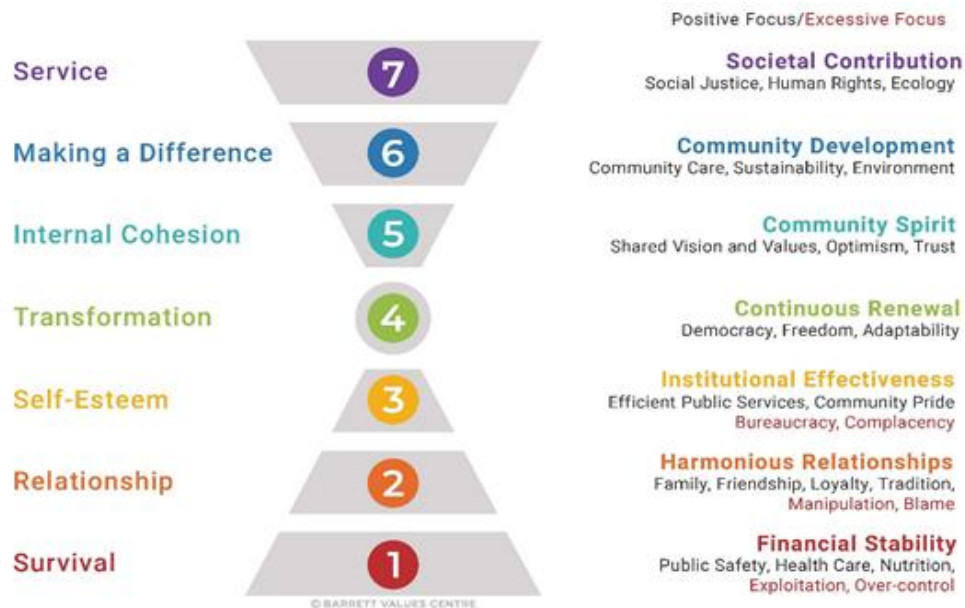 Positive Focus/Excessive Focus
Service
7
Societal Contribution
Social Justice, Human Rights, Ecology
Making a Difference
6
Community Development
Community Care, Sustainability, Environment
Internal Cohesion
5
Community Spirit
Shared Vision and Values, Optimism, Trust
Transformation
4
Continuous Renewal
Democracy, Freedom, Adaptability
Self-Esteem
3
Institutional Effectiveness
Efficient Public Services, Community Pride
Bureaucracy, Complacency
Relationship
2
Harmonious Relationships
Family, Friendship, Loyalty, Tradition,
Manipulation, Blame
Survival
1
Financial Stability
Public Safety, Health Care, Nutrition,
Exploitation, Over-control
© BARRETT VALUES CENTRE